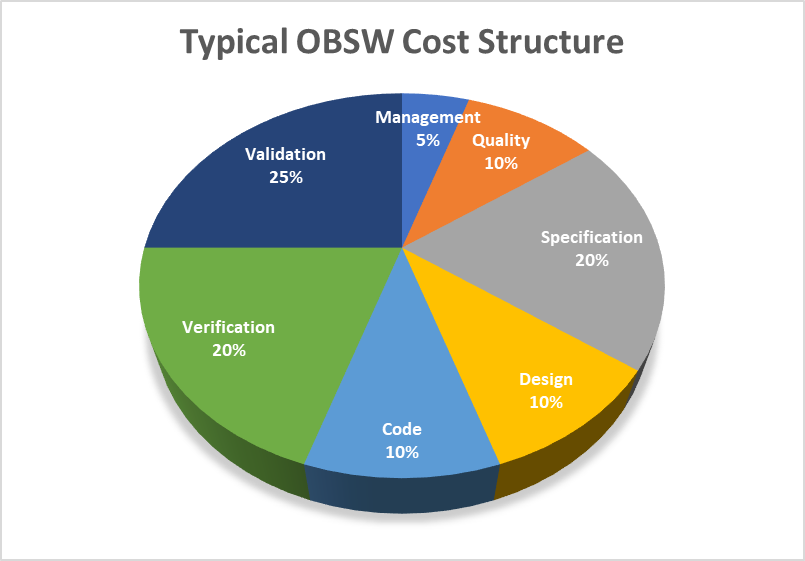 Typical OBSW Cost Structure
Management
5%
Quality
10%
Specification
20%
Design
10%
Code
10%
Verification
20%
Validation
25%